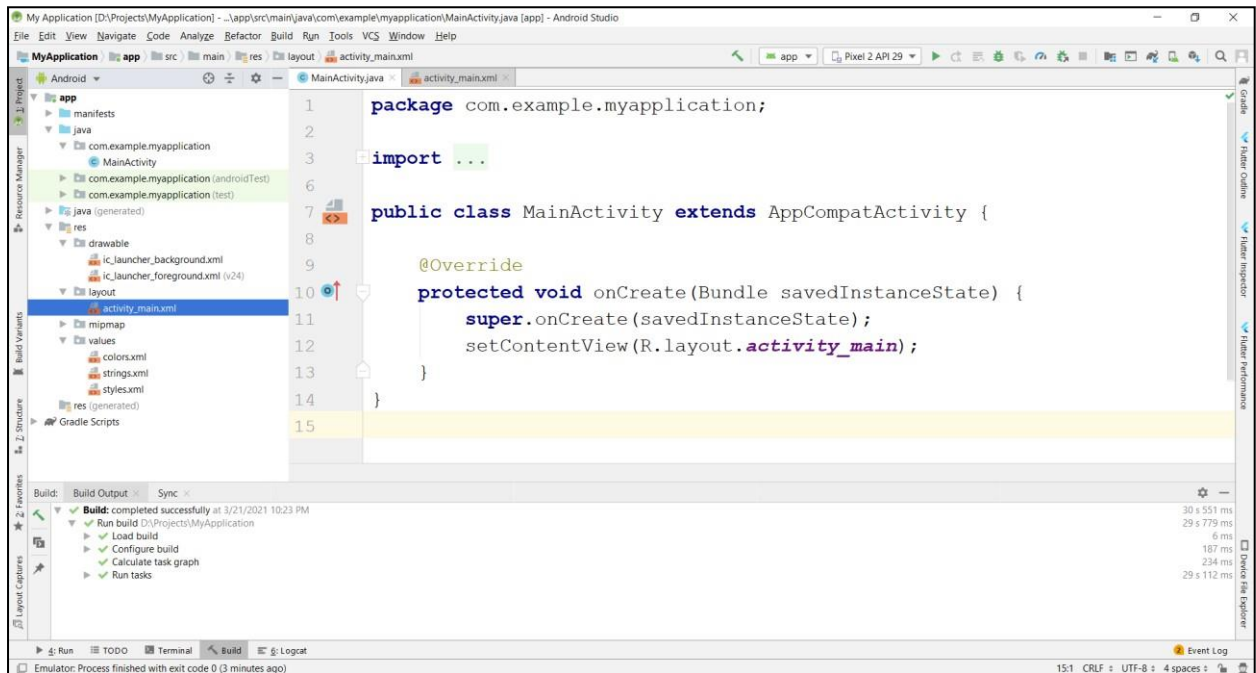 My Application [D:\Projects\MyApplication] - ...\app\src\main\java\com\example\myapplication\MainActivity.java [app] - Android Studio
File Edit View Navigate Code Analyze Refactor Build Run Tools VCS Window Help
MyApplication app src main res layout activity_main.xml
app Pixel 2 API 29
Android
MainActivity.java
activity_main.xml
1: Project
Resource Manager
Build Variants
Z: Structure
2: Favorites
Layout Captures
app
manifests
java
com.example.myapplication
MainActivity
com.example.myapplication (androidTest)
com.example.myapplication (test)
java (generated)
res
drawable
ic_launcher_background.xml
ic_launcher_foreground.xml (v24)
layout
activity_main.xml
mipmap
values
colors.xml
strings.xml
styles.xml
res (generated)
Gradle Scripts
1 package com.example.myapplication;
2
3 import ...
6
7 public class MainActivity extends AppCompatActivity {
8
9 @Override
10 protected void onCreate(Bundle savedInstanceState) {
11 super.onCreate(savedInstanceState);
12 setContentView(R.layout.activity_main);
13 }
14 }
15
Gradle
Flutter Outline
Flutter Inspector
Flutter Performance
Device File Explorer
Build: Build Output Sync
Build: completed successfully at 3/21/2021 10:23 PM 30 s 551 ms
Run build D:\Projects\MyApplication 29 s 779 ms
Load build 6 ms
Configure build 187 ms
Calculate task graph 234 ms
Run tasks 29 s 112 ms
4: Run TODO Terminal Build 6: Logcat 2 Event Log
Emulator: Process finished with exit code 0 (3 minutes ago) 15:1 CRLF UTF-8 4 spaces